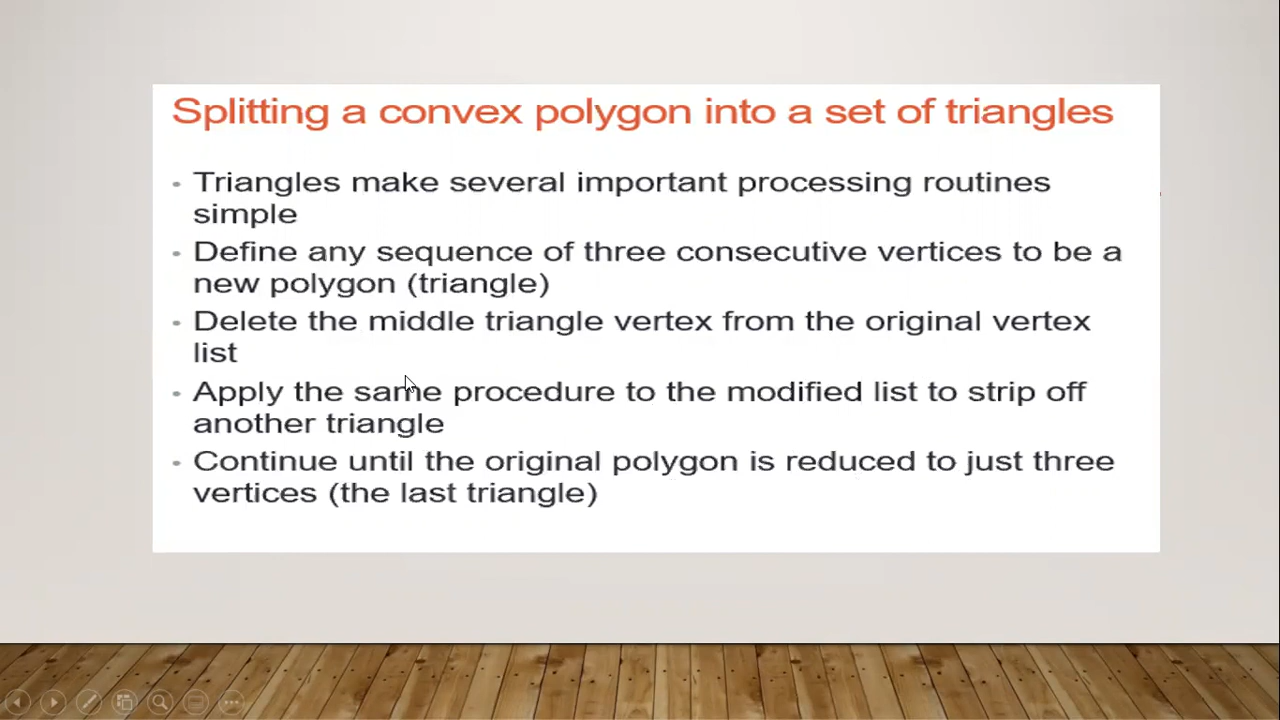 Splitting a convex polygon into a set of triangles
• Triangles make several important processing routines
simple
• Define any sequence of three consecutive vertices to be a
new polygon (triangle)
• Delete the middle triangle vertex from the original vertex
list
• Apply the same procedure to the modified list to strip off
another triangle
• Continue until the original polygon is reduced to just three
vertices (the last triangle)